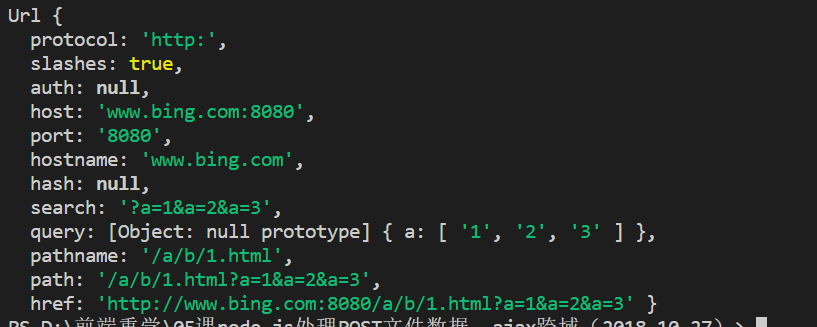 Url {
  protocol: 'http:',
  slashes: true,
  auth: null,
  host: 'www.bing.com:8080',
  port: '8080',
  hostname: 'www.bing.com',
  hash: null,
  search: '?a=1&a=2&a=3',
  query: [Object: null prototype] { a: [ '1', '2', '3' ] },
  pathname: '/a/b/1.html',
  path: '/a/b/1.html?a=1&a=2&a=3',
  href: 'http://www.bing.com:8080/a/b/1.html?a=1&a=2&a=3' }
PS D:\前端重学\05课node.js处理POST文件数据、ajax跨域（2018.10.27）>